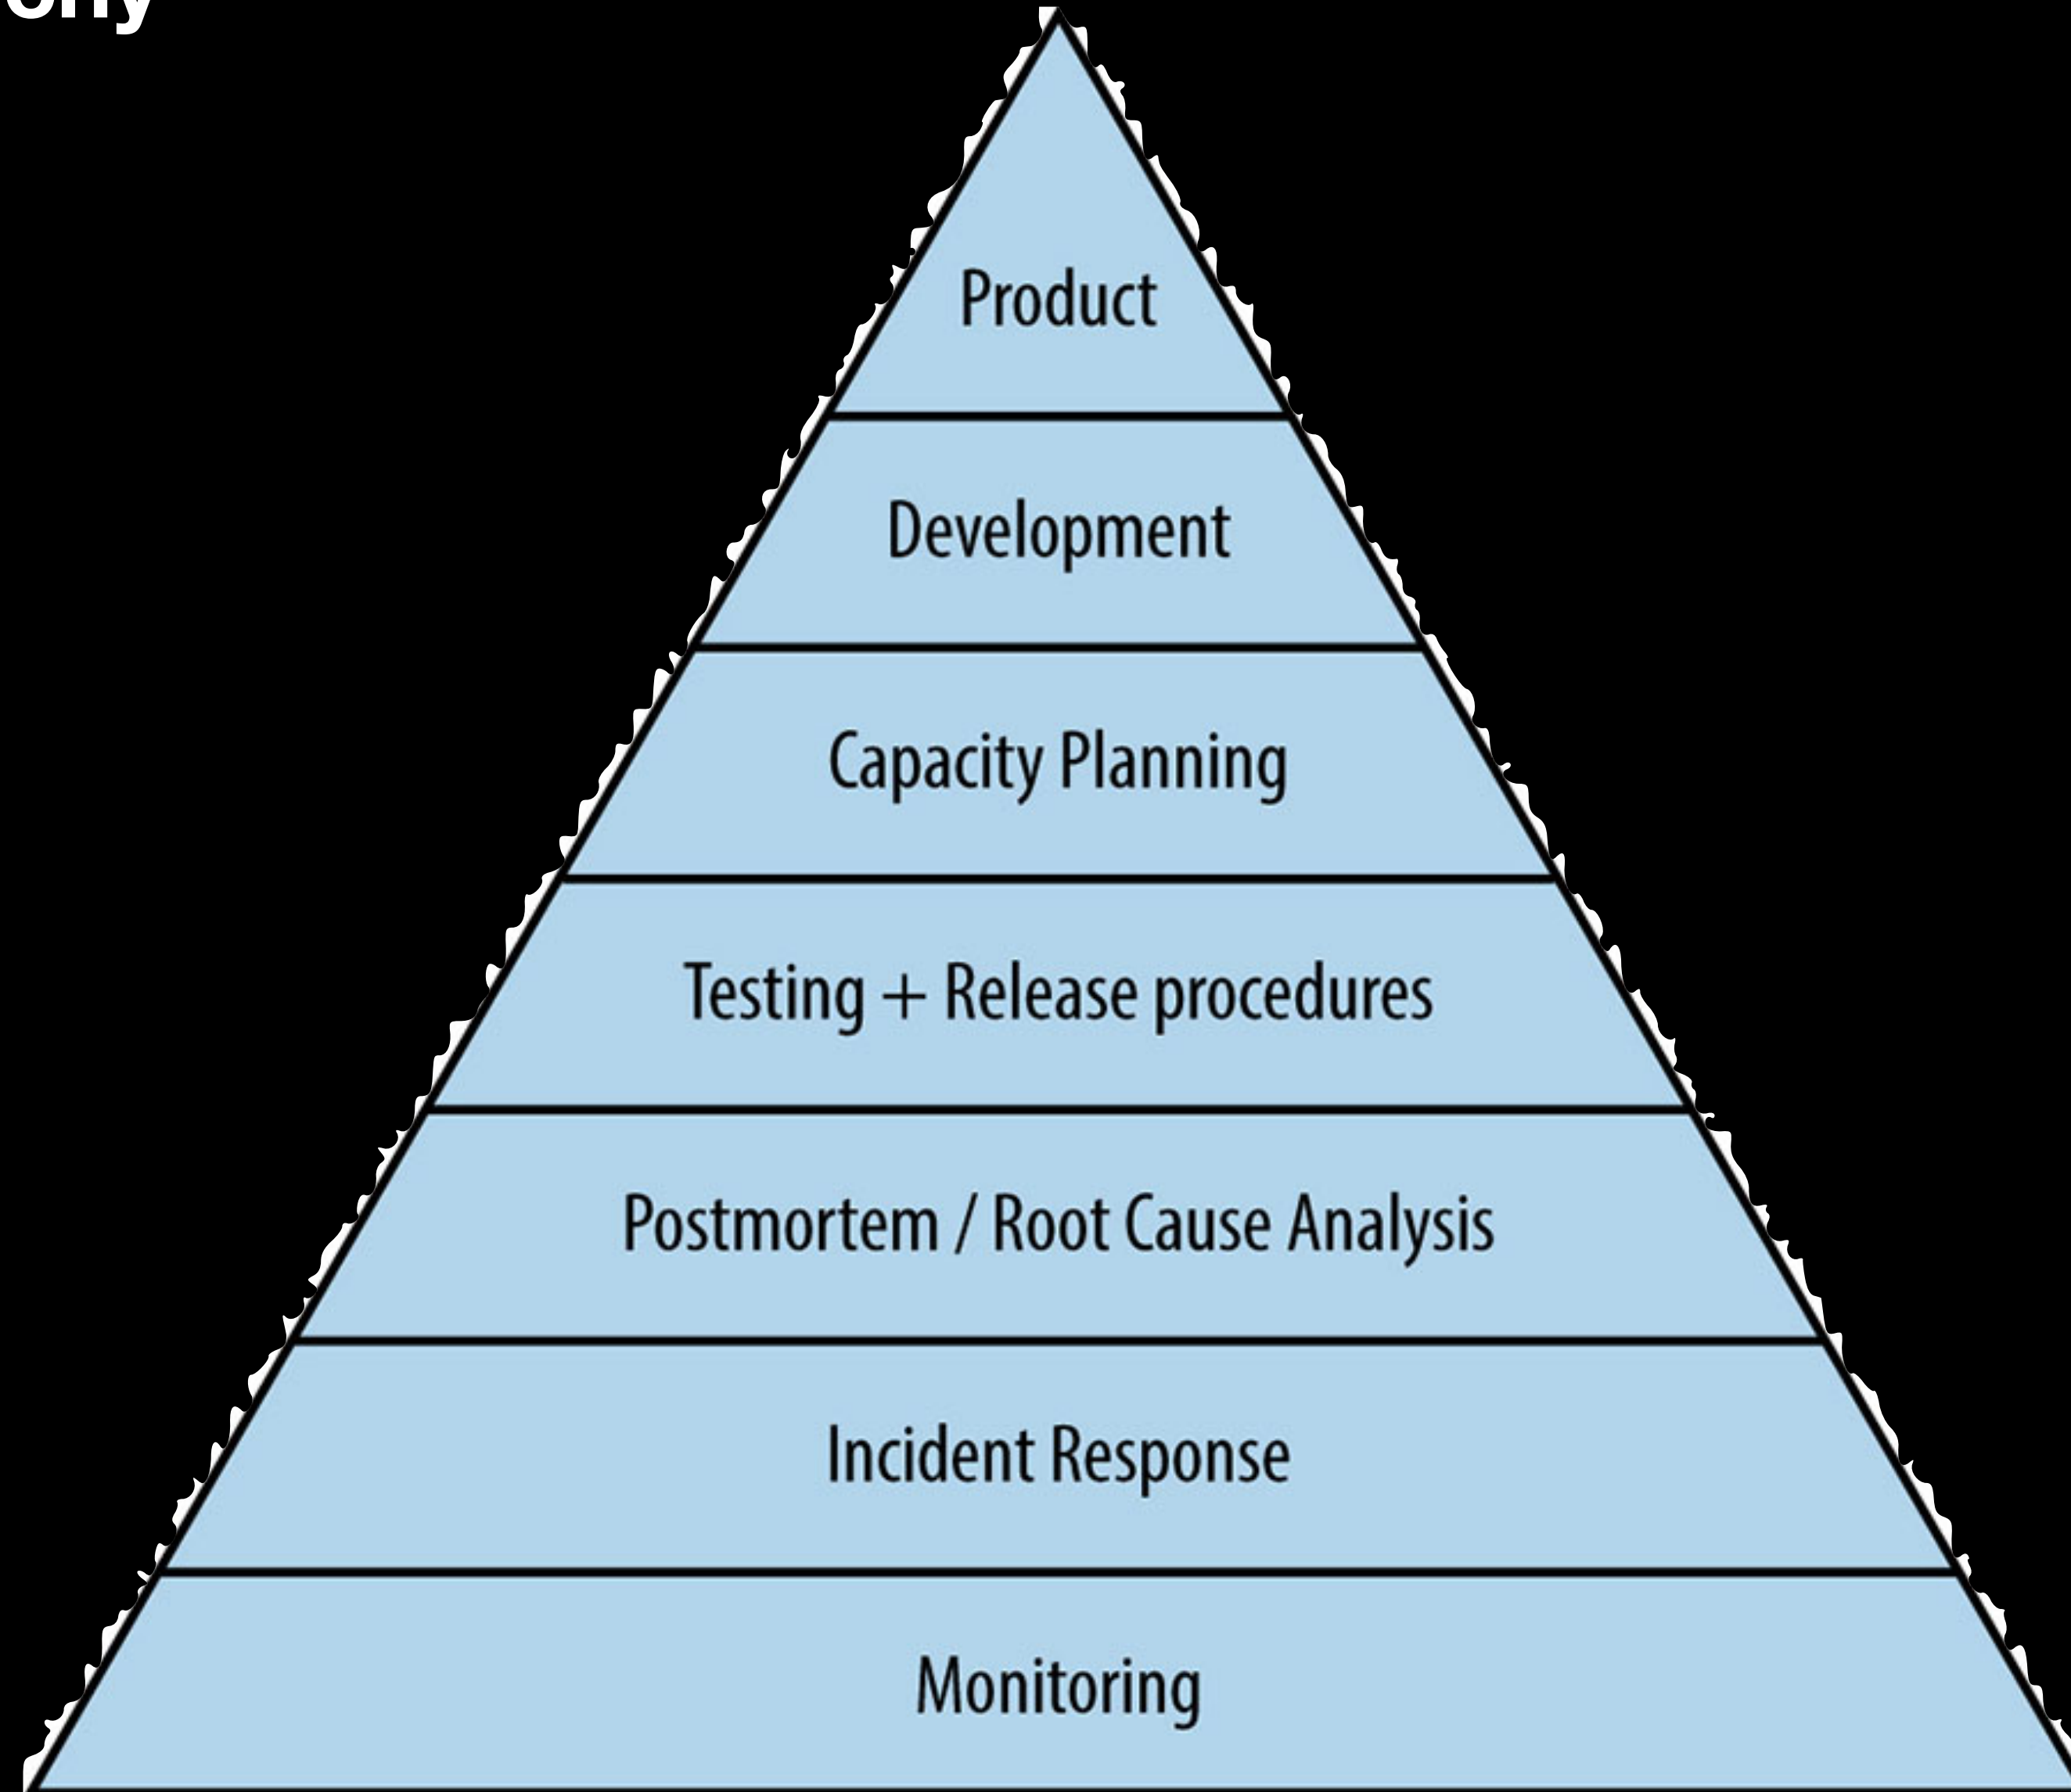 Product
Development
Capacity Planning
Testing + Release procedures
Postmortem / Root Cause Analysis
Incident Response
Monitoring